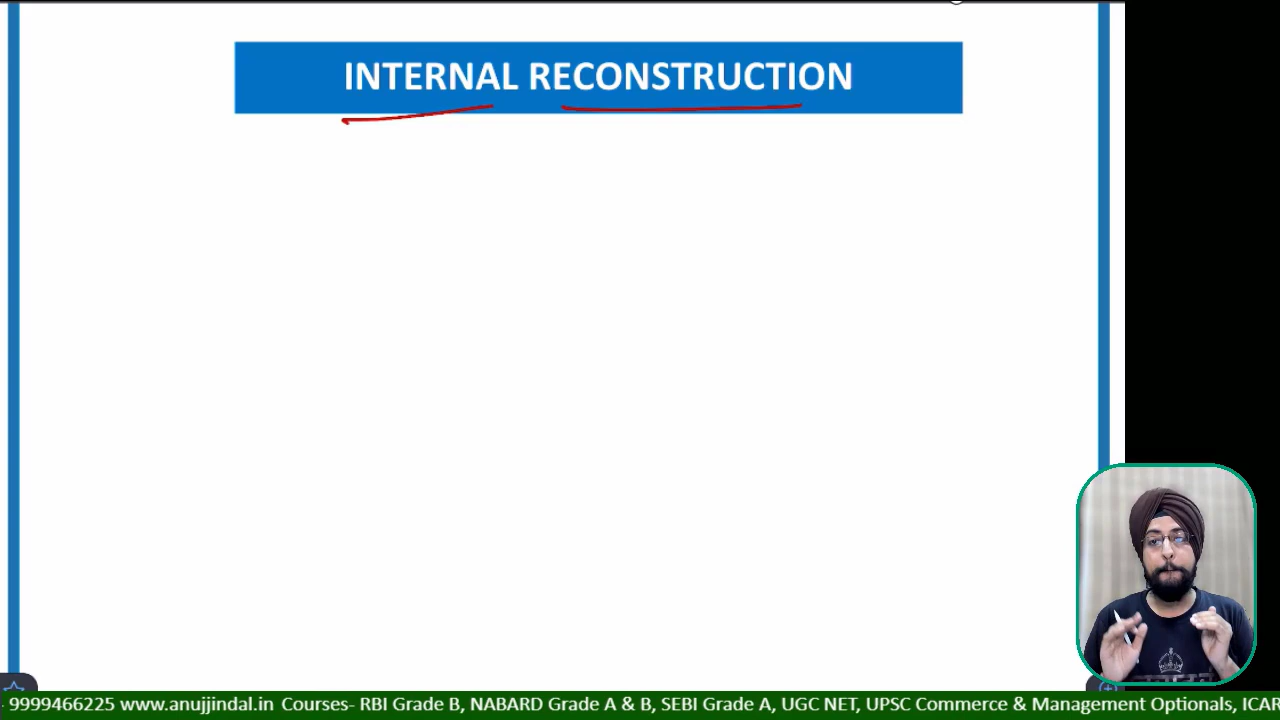 INTERNAL RECONSTRUCTION
9999466225 www.anujjindal.in Courses- RBI Grade B, NABARD Grade A & B, SEBI Grade A, UGC NET, UPSC Commerce & Management Optionals, ICAR